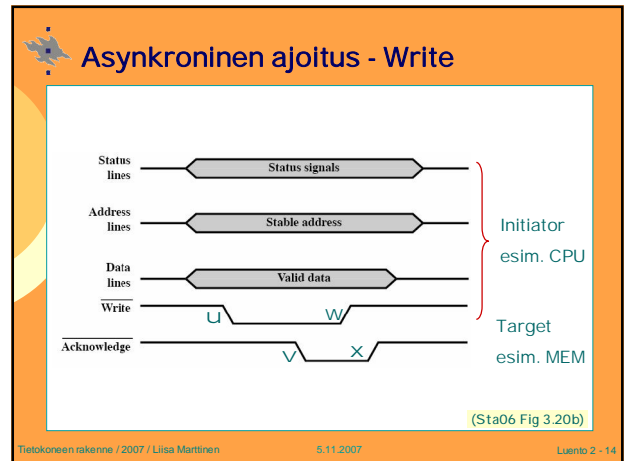 Asynkroninen ajoitus - Write
Status
lines
Status signals
Address
lines
Stable address
Data
lines
Valid data
Write
Acknowledge
u
w
v
x
Initiator
esim. CPU
Target
esim. MEM
(Sta06 Fig 3.20b)
Tietokoneen rakenne / 2007 / Liisa Marttinen
5.11.2007
Luento 2 - 14